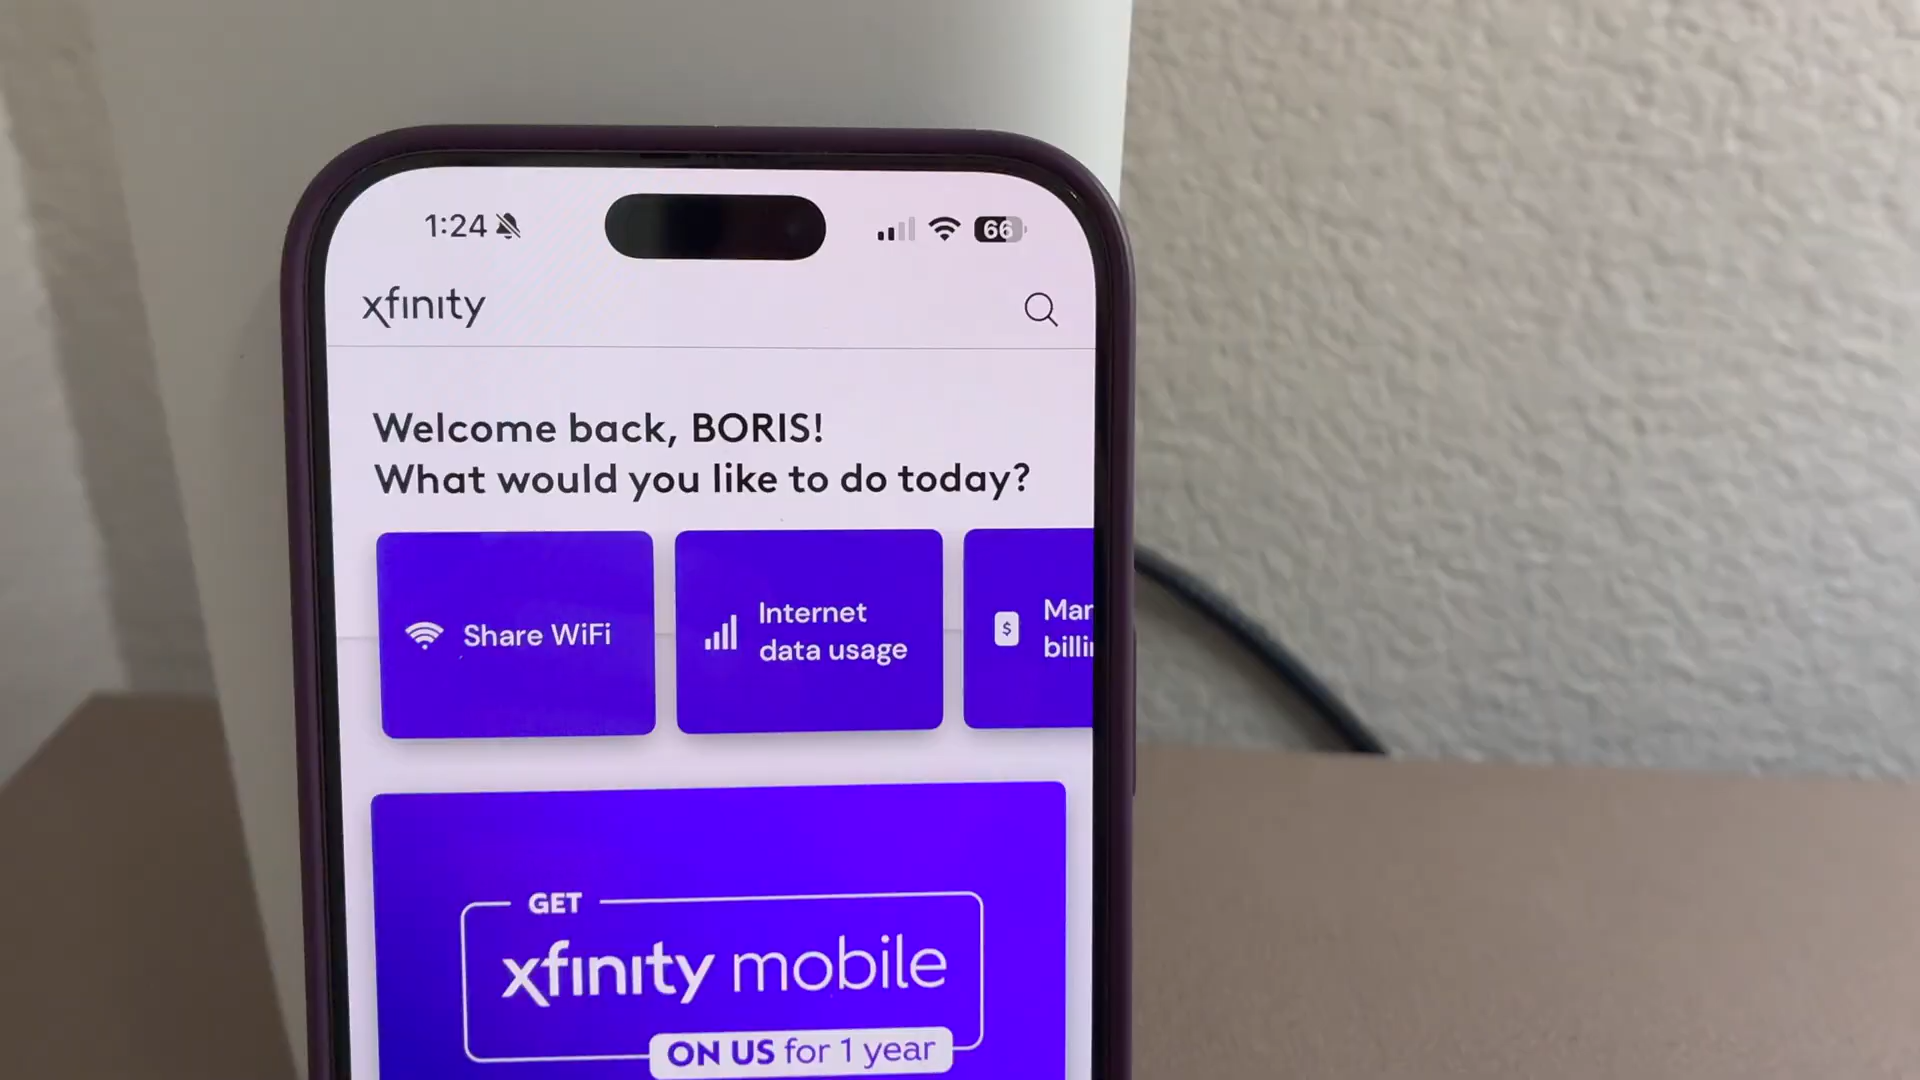 1:24
66
xfinity
Welcome back, BORIS!
What would you like to do today?
Share WiFi
Internet
data usage
$
GET
xfinity mobile
ON US for 1 year